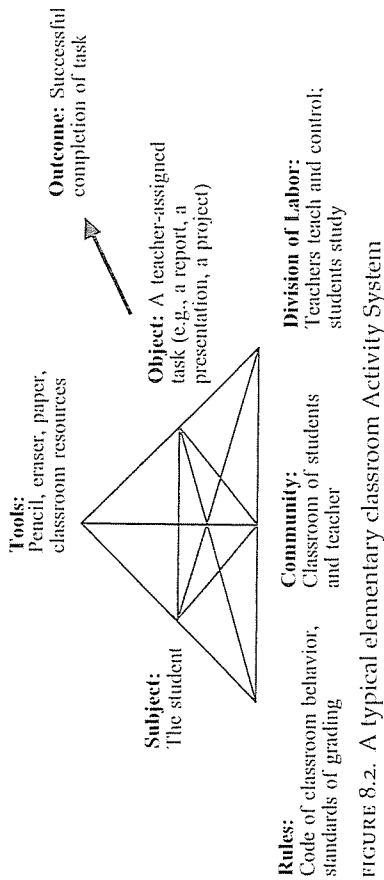 Tools:
Pencil, eraser, paper,
classroom resources
Outcome: Successful
completion of task
Subject:
The student
Object: A teacher-assigned
task (e.g., a report, a
presentation, a project)
Rules:
Code of classroom behavior,
standards of grading
Community:
Classroom of students
and teacher
Division of Labor:
Teachers teach and control;
students study
FIGURE 8.2. A typical elementary classroom Activity System